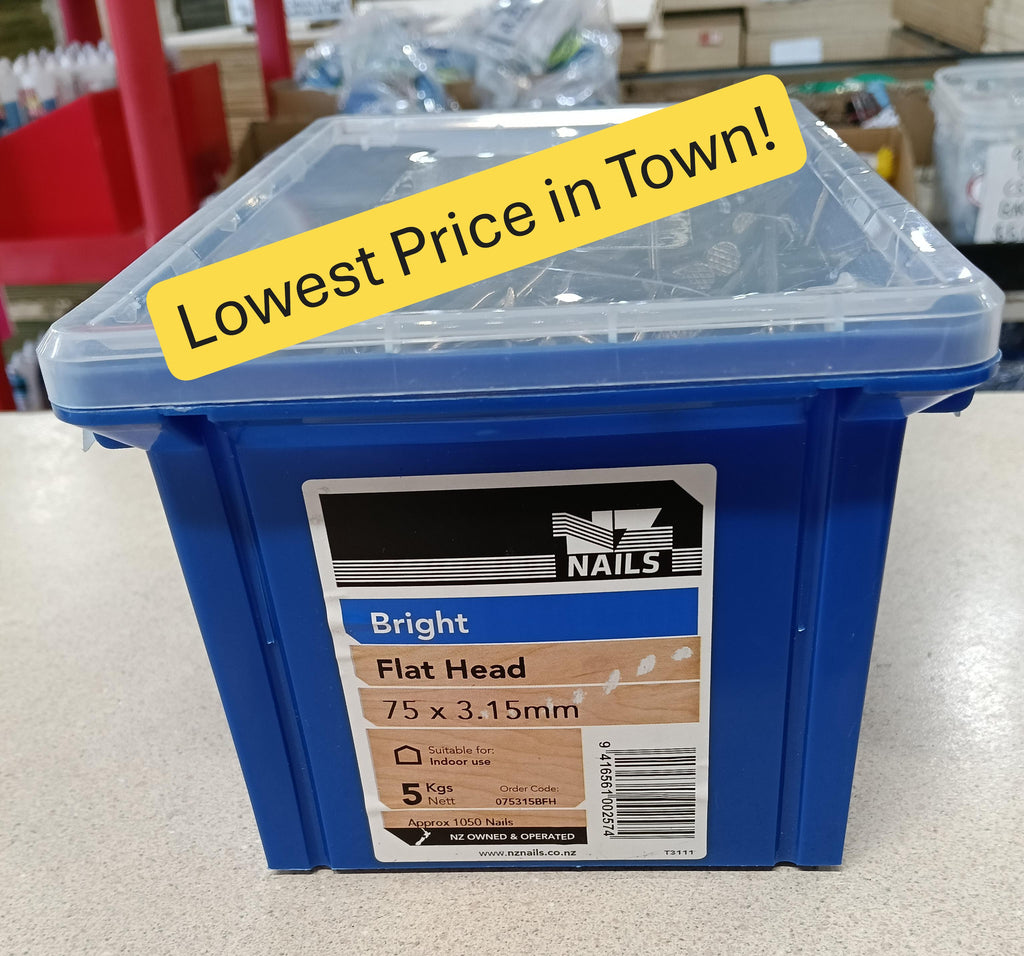 Lowest Price in Town!
NZ
NAILS
Bright
Flat Head
75 x 3.15mm
Suitable for:
Indoor use
5 Kgs
Nett
Order Code:
075315BFH
Approx 1050 Nails
NZ OWNED & OPERATED
www.nznails.co.nz
T3111
9 416561 002574